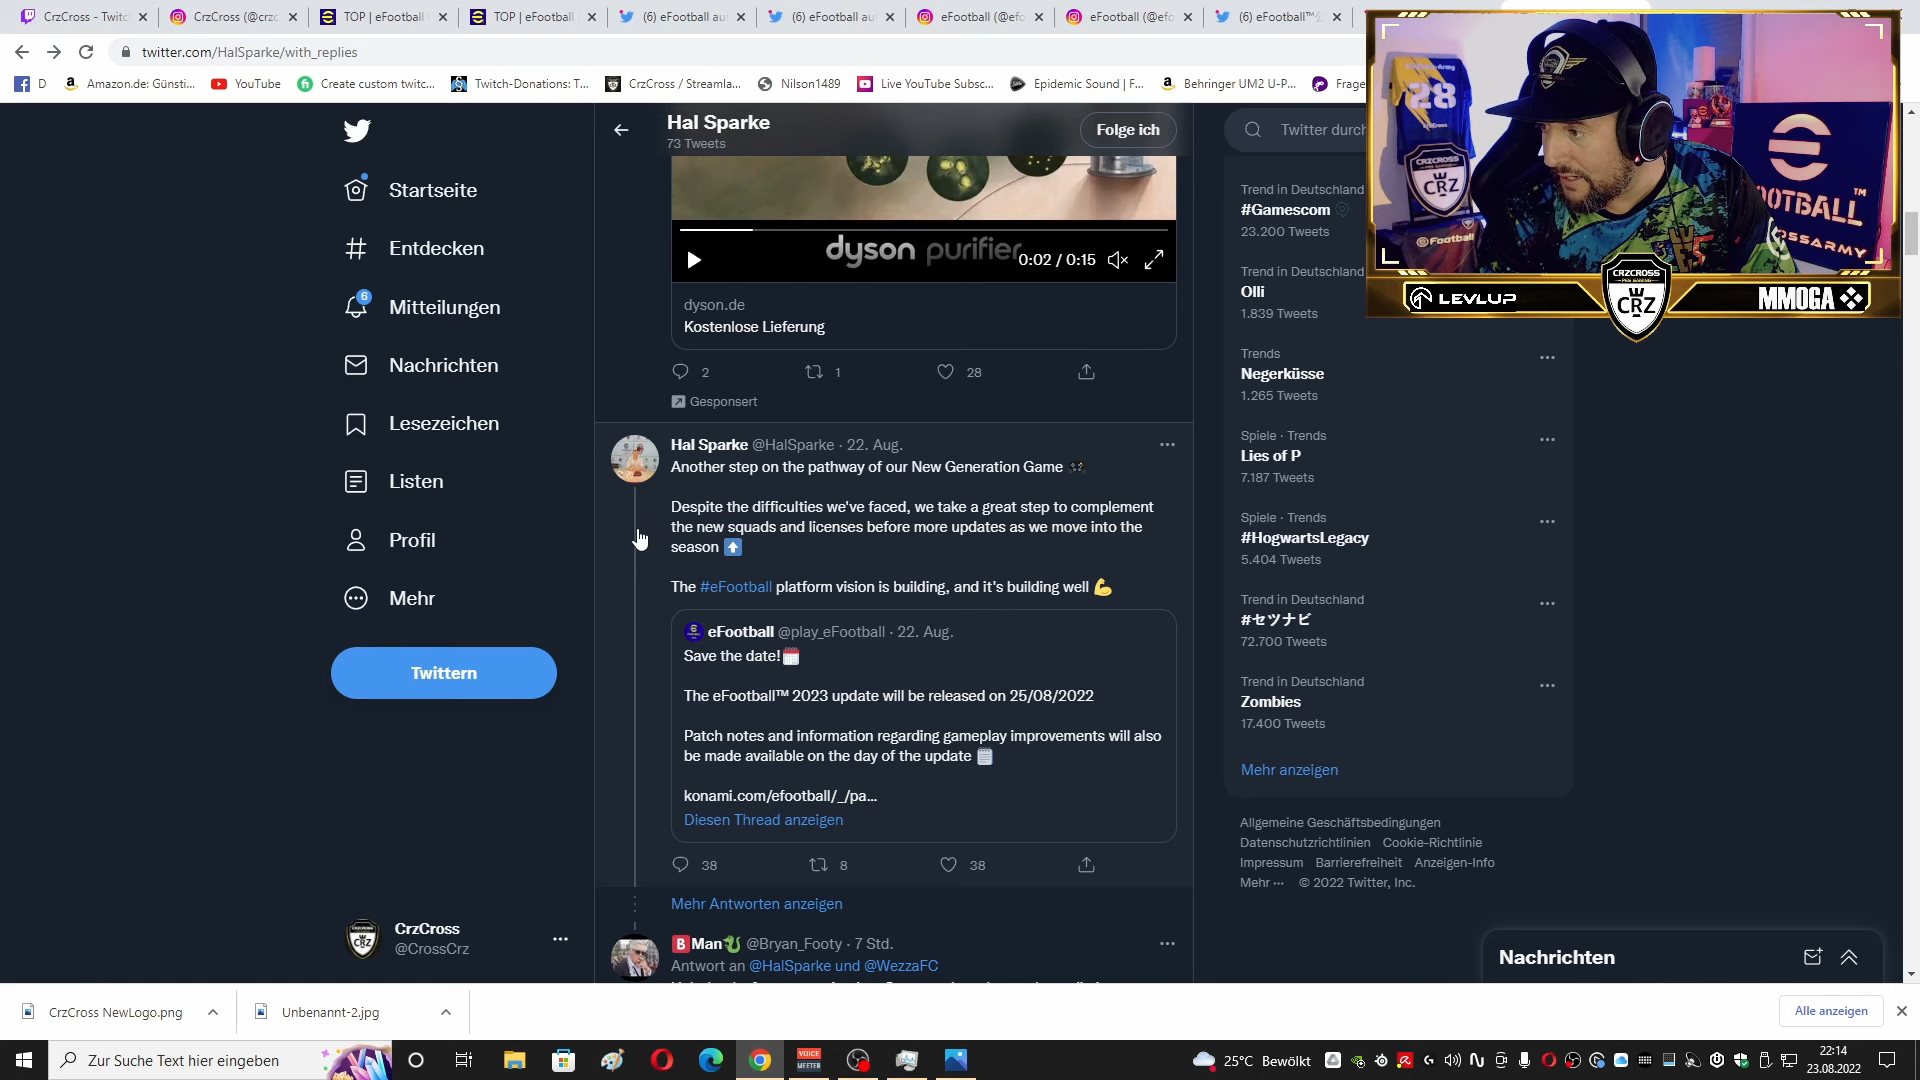 CrzCross - Twitc
CrzCross (@crzc
TOP | eFootball
TOP | eFootball
(6) eFootball au
(6) eFootball au
eFootball (@efo
eFootball (@efo
(6) eFootball™
twitter.com/HalSparke/with_replies
D
Amazon.de: Günsti...
YouTube
Create custom twitc...
Twitch-Donations: T...
CrzCross / Streamla...
Nilson1489
Live YouTube Subsc...
Epidemic Sound | F...
Behringer UM2 U-P...
Frage
Startseite
Entdecken
6
Mitteilungen
Nachrichten
Lesezeichen
Listen
Profil
Mehr
Twittern
CrzCross
@CrossCrz
Hal Sparke
73 Tweets
Folge ich
dyson purifier
0:02 / 0:15
dyson.de
Kostenlose Lieferung
2
1
28
Gesponsert
Hal Sparke @HalSparke · 22. Aug.
Another step on the pathway of our New Generation Game 🎮
Despite the difficulties we've faced, we take a great step to complement
the new squads and licenses before more updates as we move into the
season ⬆️
The #eFootball platform vision is building, and it's building well 💪
eFootball @play_eFootball · 22. Aug.
Save the date!🗓️
The eFootball™ 2023 update will be released on 25/08/2022
Patch notes and information regarding gameplay improvements will also
be made available on the day of the update 🗒️
konami.com/efootball/_/pa...
Diesen Thread anzeigen
38
8
38
Mehr Antworten anzeigen
🅱️Man🐉 @Bryan_Footy · 7 Std.
Antwort an @HalSparke und @WezzaFC
Twitter durch
Trend in Deutschland
#Gamescom
23.200 Tweets
Trend in Deutschland
Olli
1.839 Tweets
Trends
Negerküsse
1.265 Tweets
Spiele · Trends
Lies of P
7.187 Tweets
Spiele · Trends
#HogwartsLegacy
5.404 Tweets
Trend in Deutschland
#セツナビ
72.700 Tweets
Trend in Deutschland
Zombies
17.400 Tweets
Mehr anzeigen
Allgemeine Geschäftsbedingungen
Datenschutzrichtlinien Cookie-Richtlinie
Impressum Barrierefreiheit Anzeigen-Info
Mehr ··· © 2022 Twitter, Inc.
Nachrichten
28
CRZCROSS
CRZ
eFootball
OOTBALL™
OSSARMY
LEVLUP
CRZCROSS
PES GAMING
CRZ
MMOGA
CrzCross NewLogo.png
Unbenannt-2.jpg
Alle anzeigen
Zur Suche Text hier eingeben
VOICE
MEETER
25°C Bewölkt
22:14
23.08.2022